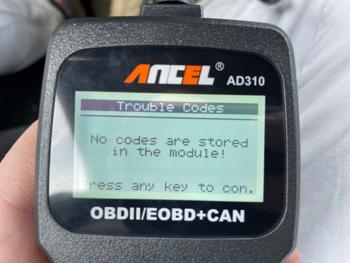 ANCEL®
AD310
Trouble Codes
No codes are stored
in the module!
ress any key to con.
OBDII/EOBD+CAN